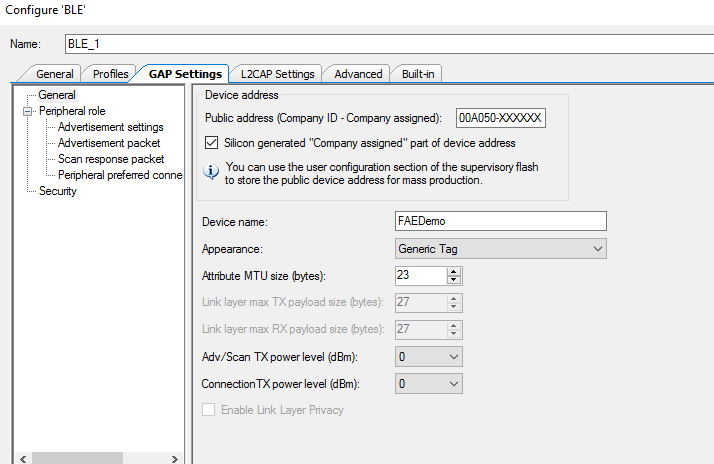 Configure 'BLE'
Name: BLE_1
General Profiles GAP Settings L2CAP Settings Advanced Built-in
General
Peripheral role
Advertisement settings
Advertisement packet
Scan response packet
Peripheral preferred conne
Security
Device address
Public address (Company ID - Company assigned): 00A050-XXXXXX
Silicon generated "Company assigned" part of device address
You can use the user configuration section of the supervisory flash
to store the public device address for mass production.
Device name: FAEDemo
Appearance: Generic Tag
Attribute MTU size (bytes): 23
Link layer max TX payload size (bytes): 27
Link layer max RX payload size (bytes): 27
Adv/Scan TX power level (dBm): 0
ConnectionTX power level (dBm): 0
Enable Link Layer Privacy